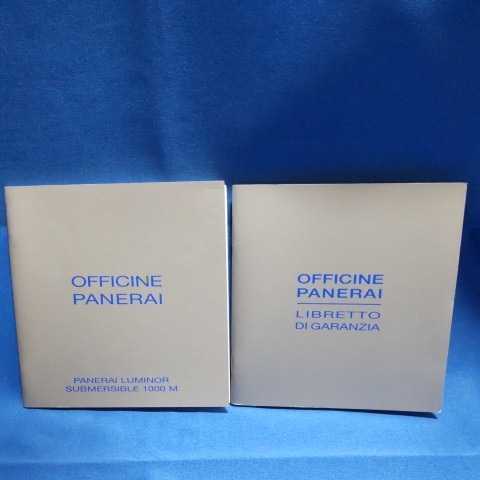 OFFICINE
PANERAI
PANERAI LUMINOR
SUBMERSIBLE 1000 M.
OFFICINE
PANERAI
LIBRETTO
DI GARANZIA